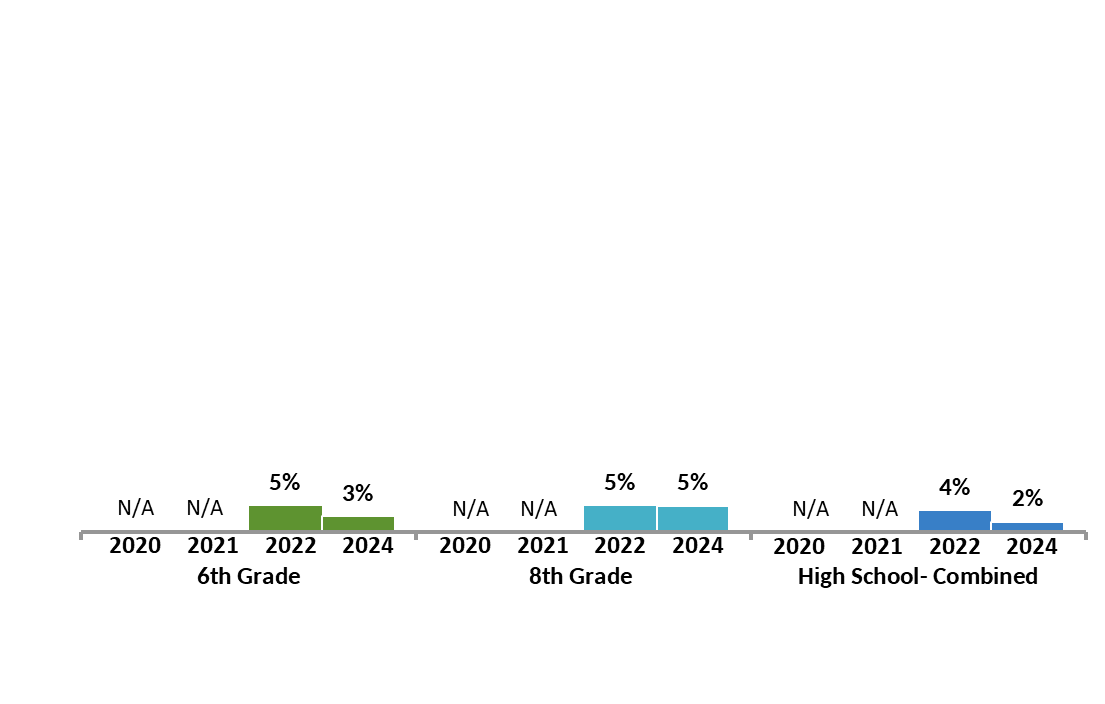 5% 5% 5% 4%
3% 2%
N/A N/A N/A N/A N/A N/A
2020 2021 2022 2024 2020 2021 2022 2024 2020 2021 2022 2024
6th Grade 8th Grade High School- Combined